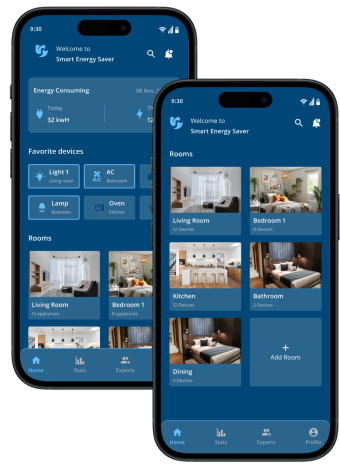 9:30
Welcome to
Smart Energy Saver
Energy Consuming
08 Nov,
Today
32 kwH
Favorite devices
Light 1
Living room
AC
Bathroom
Lamp
Bedroom
Oven
Kitchen
Rooms
Living Room
12 appliances
Bedroom 1
8 appliances
Home
Stats
Experts
9:30
Welcome to
Smart Energy Saver
Rooms
Living Room
12 Devices
Bedroom 1
8 Devices
Kitchen
12 Devices
Bathroom
2 Devices
Dining
4 Devices
+
Add Room
Home
Stats
Experts
Profile